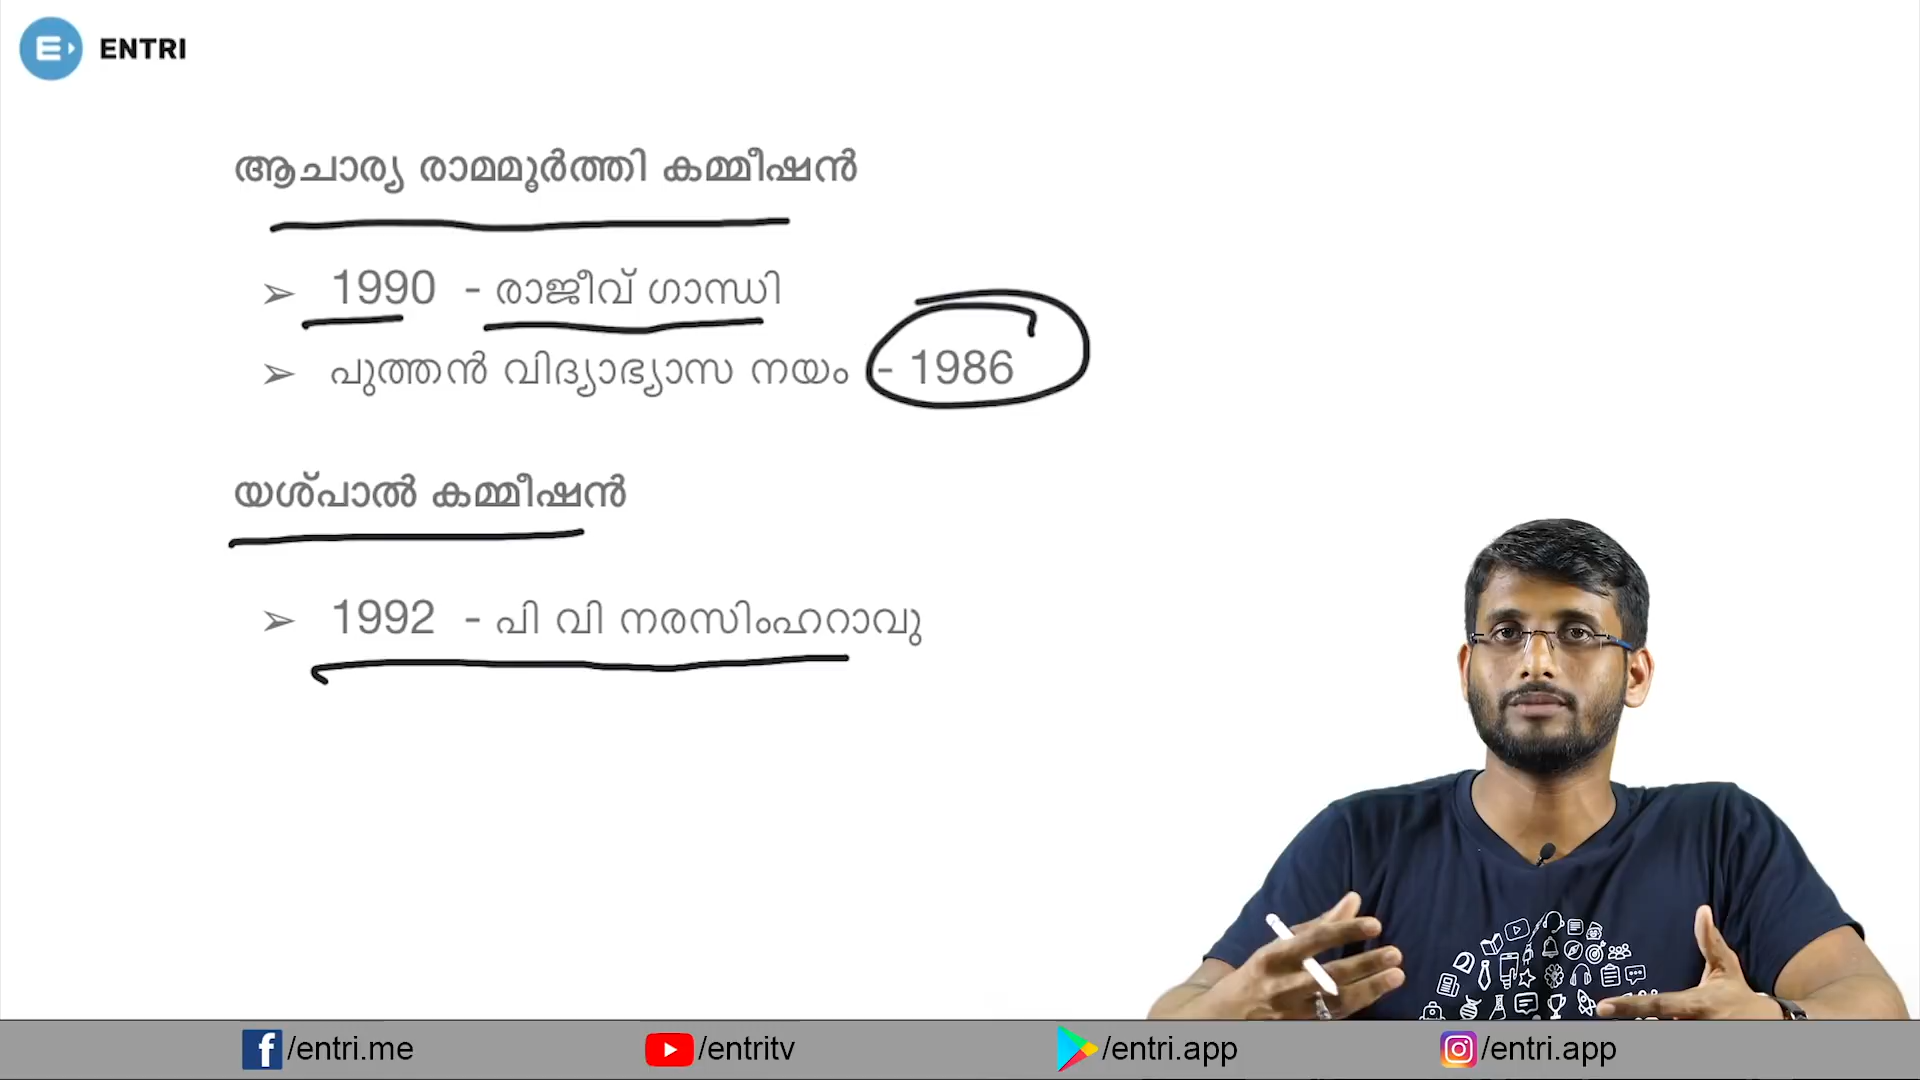 ENTRI
ആചാര്യ രാമമൂർത്തി കമ്മീഷൻ
➢ 1990 - രാജീവ് ഗാന്ധി
➢ പുത്തൻ വിദ്യാഭ്യാസ നയം - 1986
യശ്പാൽ കമ്മീഷൻ
➢ 1992 - പി വി നരസിംഹറാവു
/entri.me /entritv /entri.app /entri.app